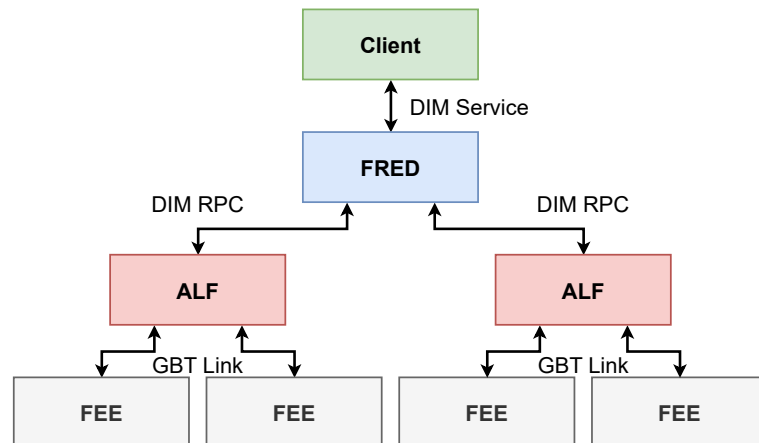 Client
DIM Service
FRED
DIM RPC
DIM RPC
ALF
ALF
GBT Link
GBT Link
FEE
FEE
FEE
FEE